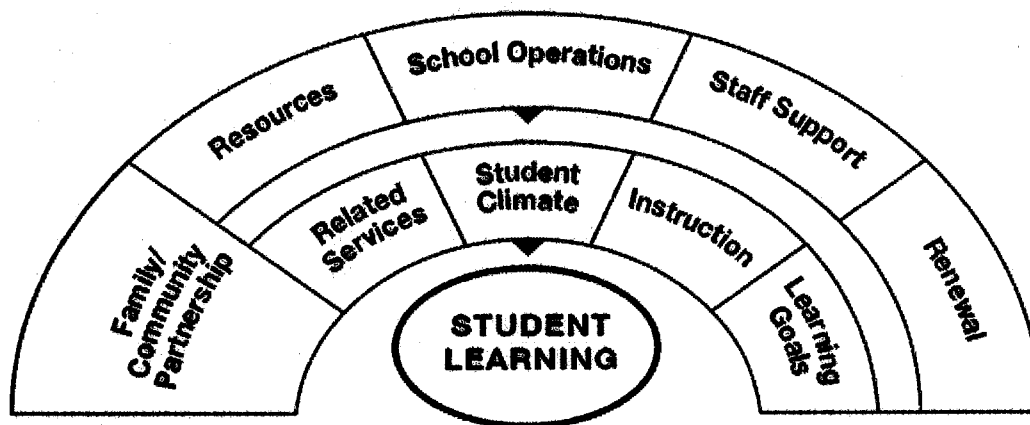 School Operations
Resources
Staff Support
Family/
Community
Partnership
Related
Services
Student
Climate
Instruction
Learning
Goals
Renewal
STUDENT
LEARNING